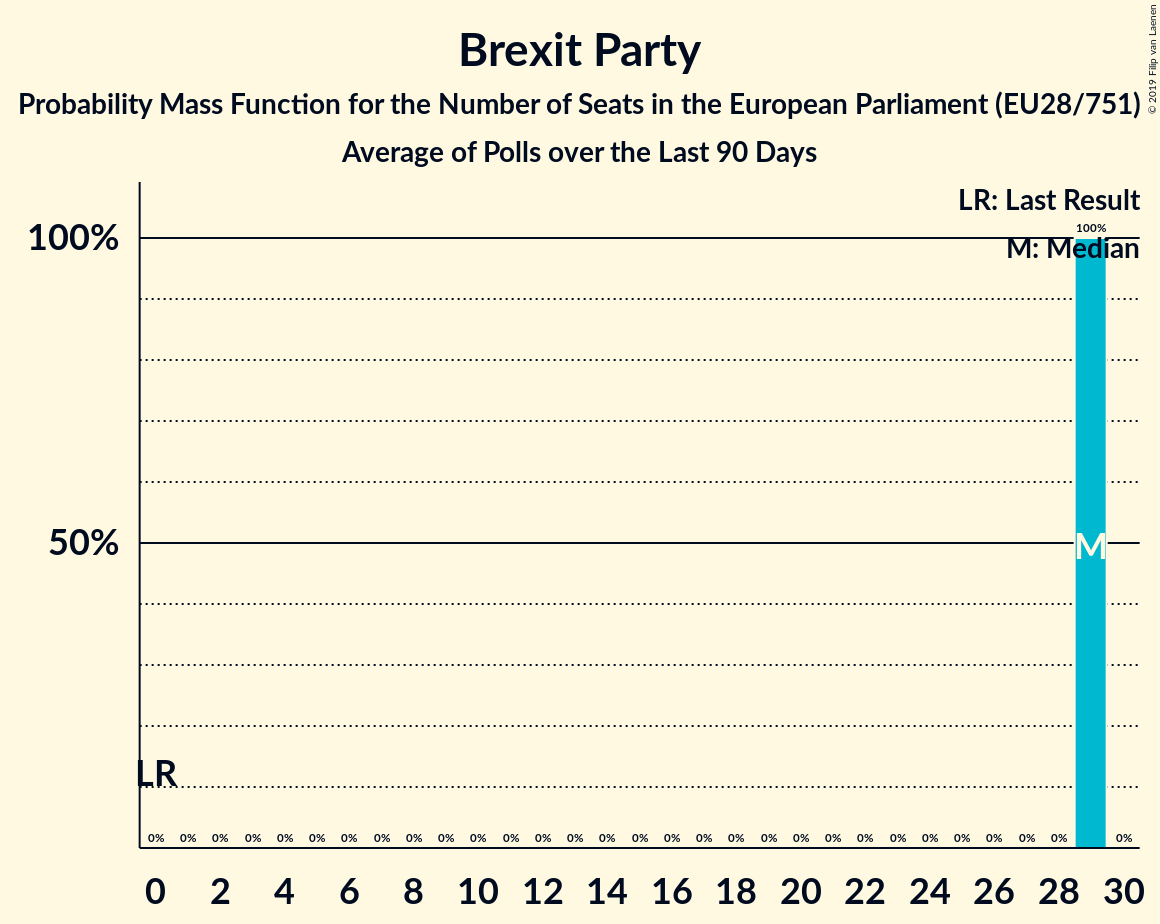 Brexit Party
Probability Mass Function for the Number of Seats in the European Parliament (EU28/751)
Average of Polls over the Last 90 Days
© 2019 Filip van Laenen
LR: Last Result
100%
100%
M: Median
50%
M
LR
0% 0% 0% 0% 0% 0% 0% 0% 0% 0% 0% 0% 0% 0% 0% 0% 0% 0% 0% 0% 0% 0% 0% 0% 0% 0% 0% 0% 0% 0%
0 2 4 6 8 10 12 14 16 18 20 22 24 26 28 30